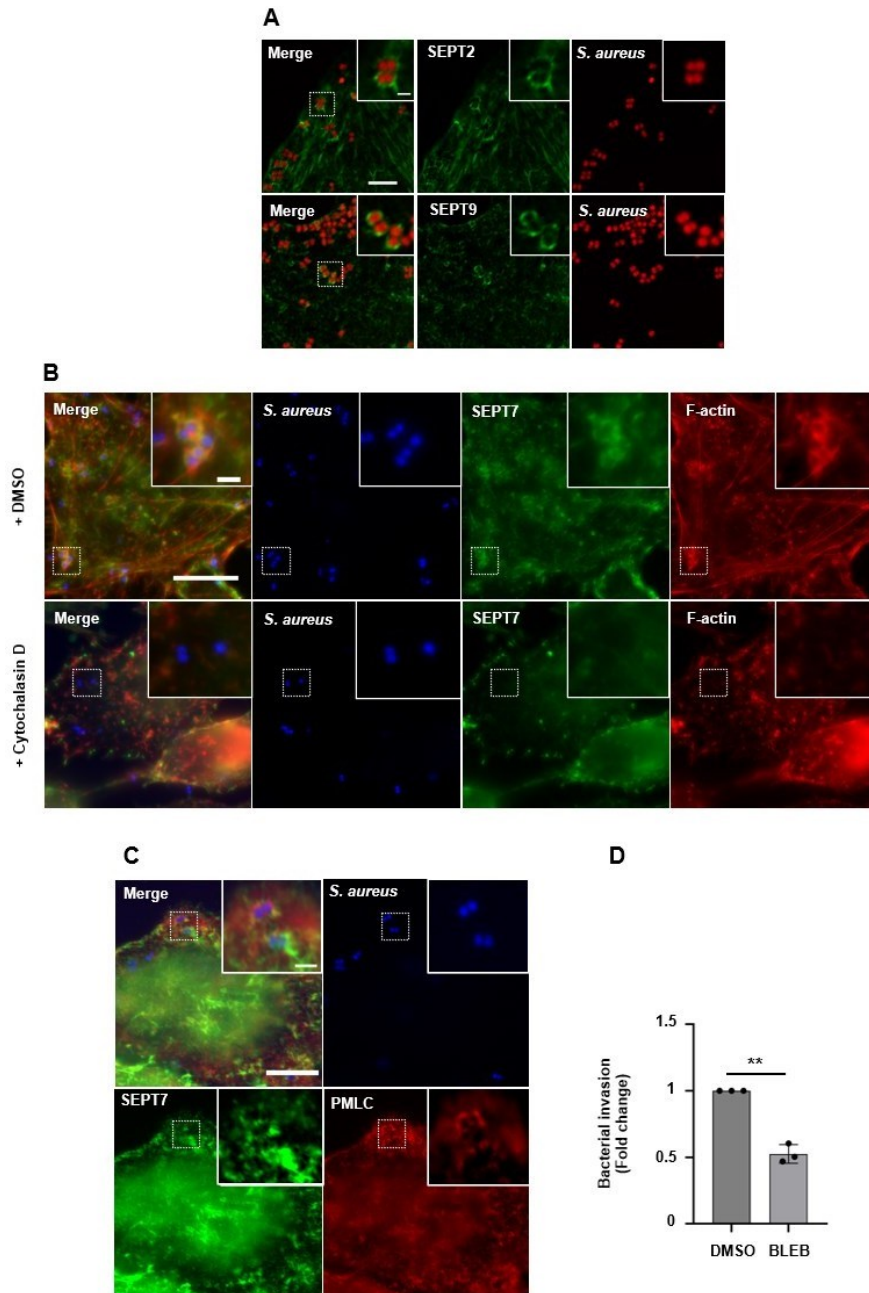 A
Merge SEPT2 S. aureus
Merge SEPT9 S. aureus
B
+ DMSO
Merge S. aureus SEPT7 F-actin
+ Cytochalasin D
Merge S. aureus SEPT7 F-actin
C
Merge S. aureus
SEPT7 PMLC
D
Bacterial invasion
(Fold change)
1.5
**
1
0.5
0
DMSO BLEB